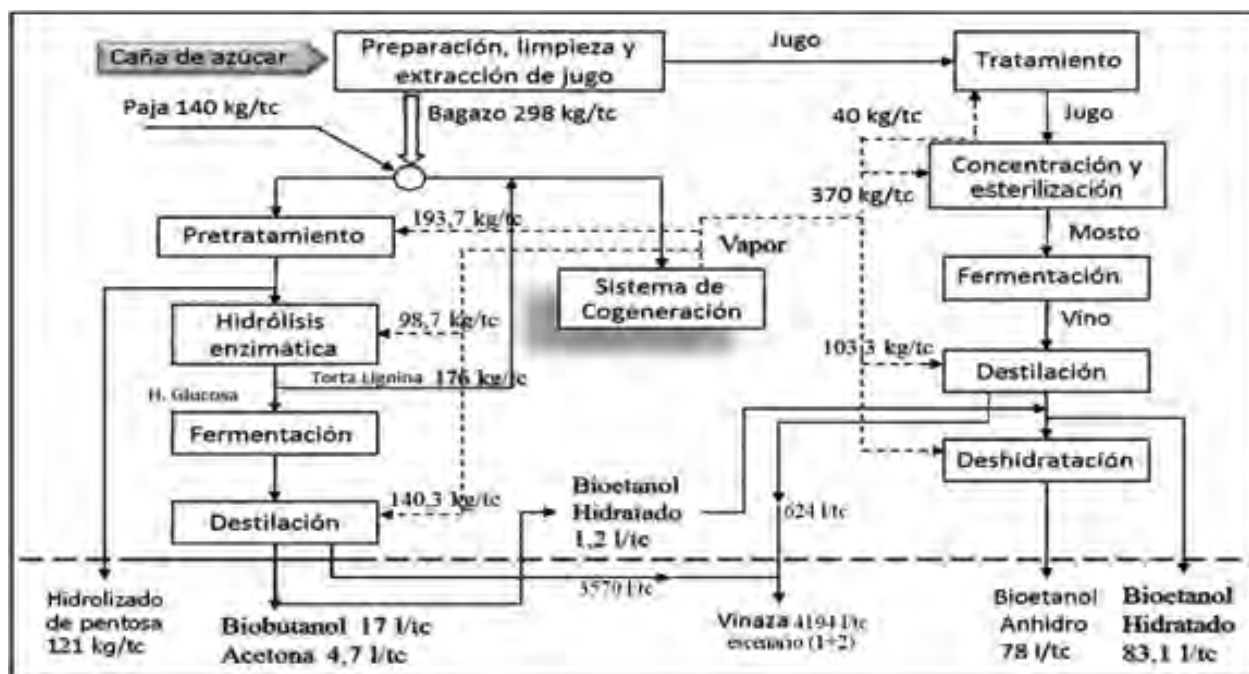 Caña de azúcar
Preparación, limpieza y
extracción de jugo
Jugo
Tratamiento
Paja 140 kg/tc
Bagazo 298 kg/tc
40 kg/tc
Jugo
Concentración y
esterilización
370 kg/tc
193,7 kg/tc
Pretratamiento
Vapor
Mosto
Sistema de
Cogeneración
Fermentación
Hidrólisis
enzimática
98,7 kg/tc
Vino
103,3 kg/tc
Destilación
Torta Lignina 176 kg/tc
H. Glucosa
Fermentación
Deshidratación
140,3 kg/tc
Destilación
Bioetanol
Hidratado
1,2 l/tc
624 l/tc
3570 l/tc
Hidrolizado
de pentosa
121 kg/tc
Biobutanol 17 l/tc
Acetona 4,7 l/tc
Vinaza 4194 l/tc
escenario (1+2)
Bioetanol
Anhidro
78 l/tc
Bioetanol
Hidratado
83,1 l/tc